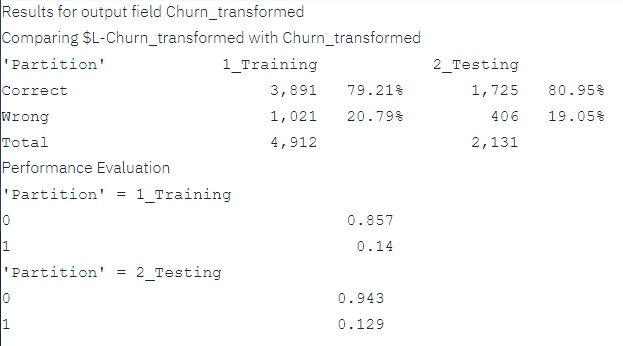 Results for output field Churn_transformed
Comparing $L-Churn_transformed with Churn_transformed
'Partition' 1_Training 2_Testing
Correct 3,891 79.21% 1,725 80.95%
Wrong 1,021 20.79% 406 19.05%
Total 4,912 2,131
Performance Evaluation
'Partition' = 1_Training
0 0.857
1 0.14
'Partition' = 2_Testing
0 0.943
1 0.129